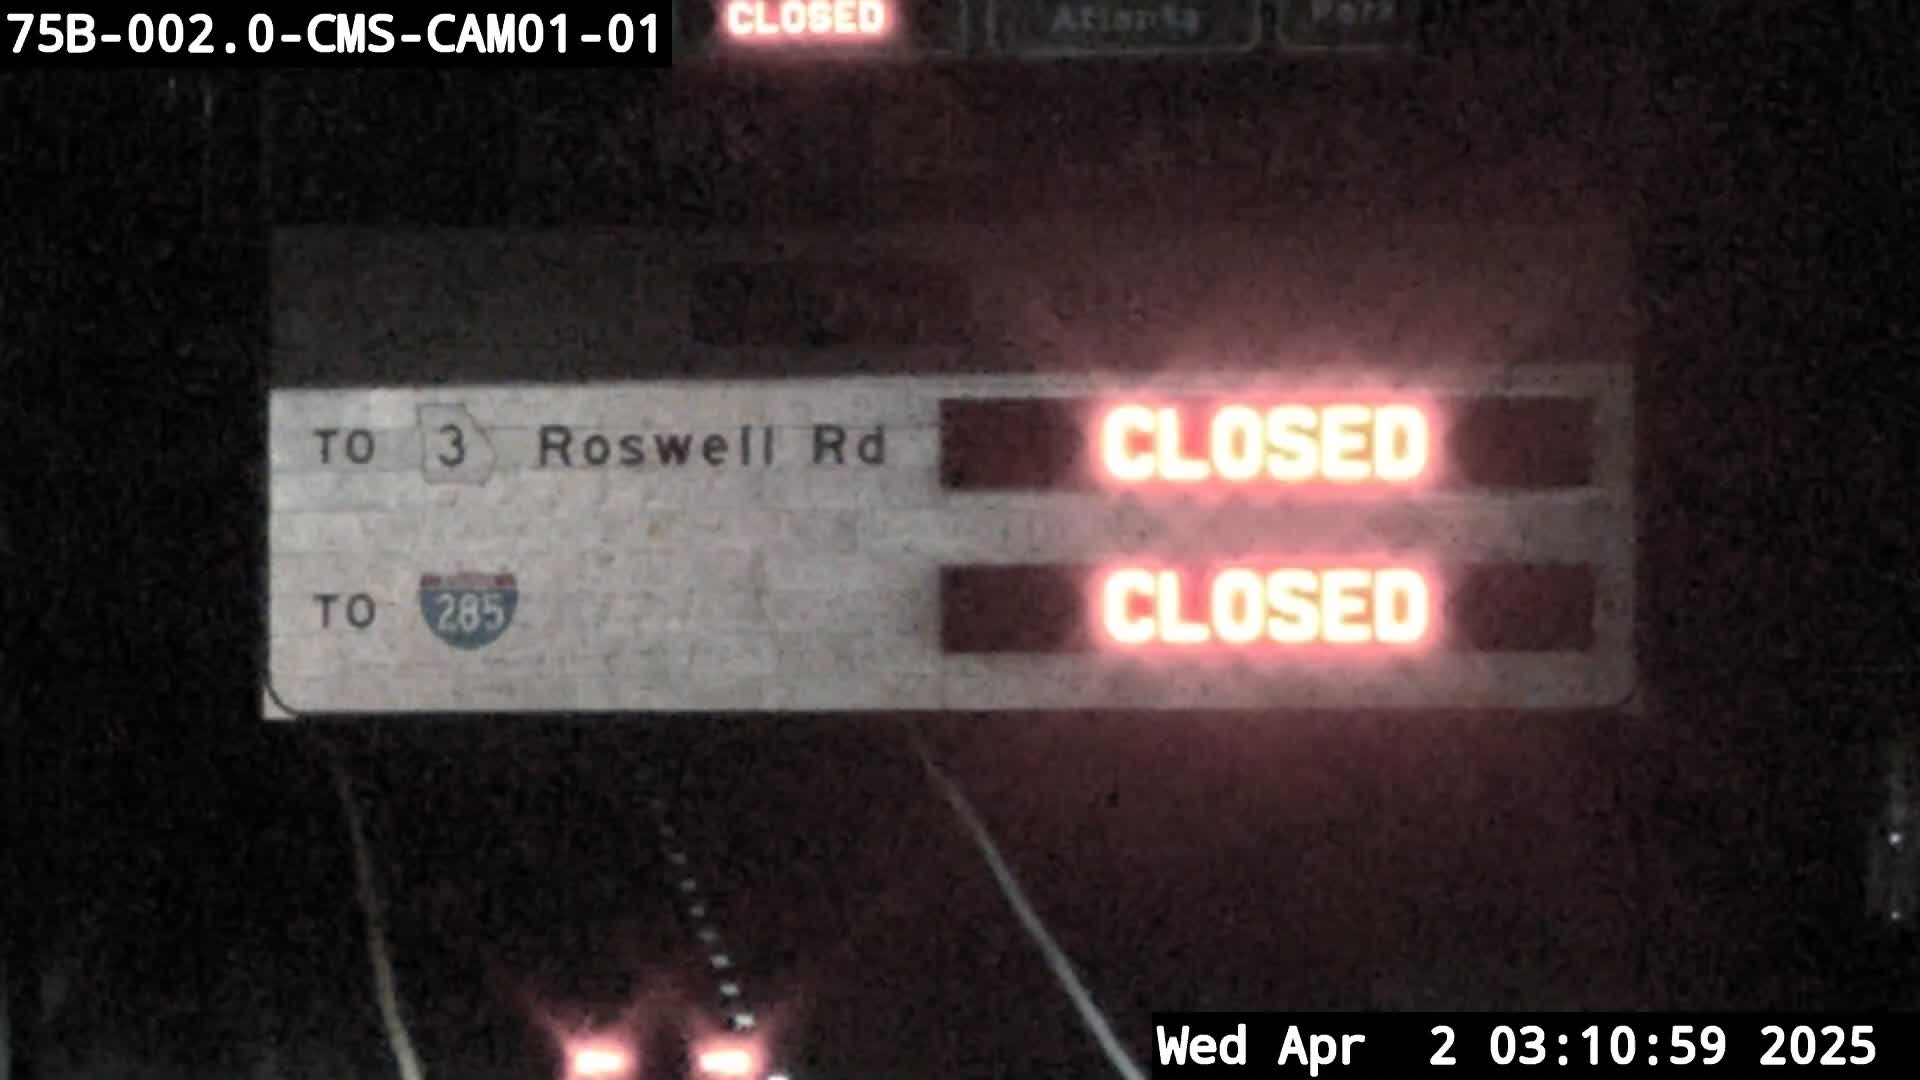 75B-002.0-CMS-CAM01-01
CLOSED
Atlanta
TO 3 Roswell Rd CLOSED
TO 285 CLOSED
Wed Apr 2 03:10:59 2025